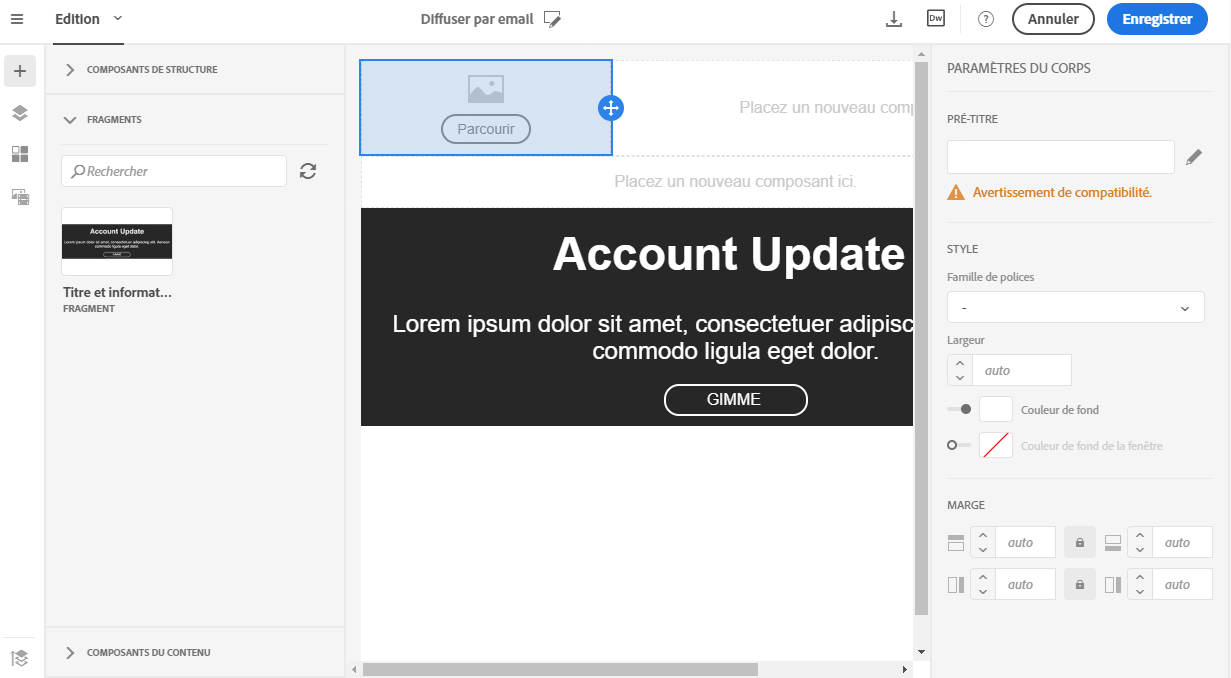 Edition
Diffuser par email
Dw
?
Annuler
Enregistrer
COMPOSANTS DE STRUCTURE
FRAGMENTS
Rechercher
Account Update
Lorem ipsum dolor sit amet, consectetuer adipiscing elit. Aenean
commodo ligula eget dolor.
GIMME
Titre et informat...
FRAGMENT
COMPOSANTS DU CONTENU
Parcourir
Placez un nouveau comp
Placez un nouveau composant ici.
Account Update
Lorem ipsum dolor sit amet, consectetuer adipisc
commodo ligula eget dolor.
GIMME
PARAMÈTRES DU CORPS
PRÉ-TITRE
Avertissement de compatibilité.
STYLE
Famille de polices
-
Largeur
auto
Couleur de fond
Couleur de fond de la fenêtre
MARGE
auto
auto
auto
auto